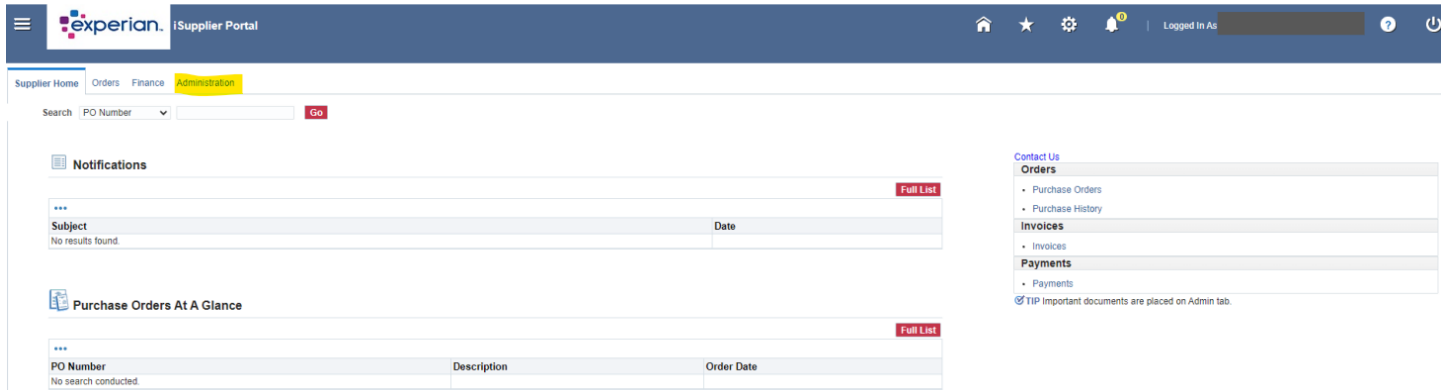 experian. iSupplier Portal
0
Logged In As
?
Supplier Home Orders Finance Administration
Search PO Number Go
Notifications
Full List
Subject Date
No results found.
Purchase Orders At A Glance
Full List
PO Number Description Order Date
No search conducted.
Contact Us
Orders
• Purchase Orders
• Purchase History
Invoices
• Invoices
Payments
• Payments
TIP Important documents are placed on Admin tab.